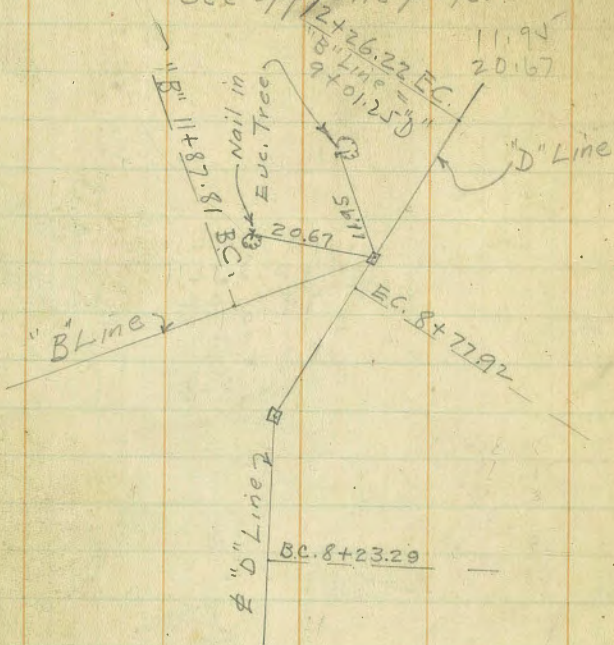 12+26.22 E.C.
"B" Line =
9+01.25 "D"
11.95
20.67
"B" 11+87.81 B.C.
Nail in
Euc. Tree
"D" Line
11.95
20.67
"B" Line
E.C. 8+77.92
₵ "D" Line
B.C. 8+23.29